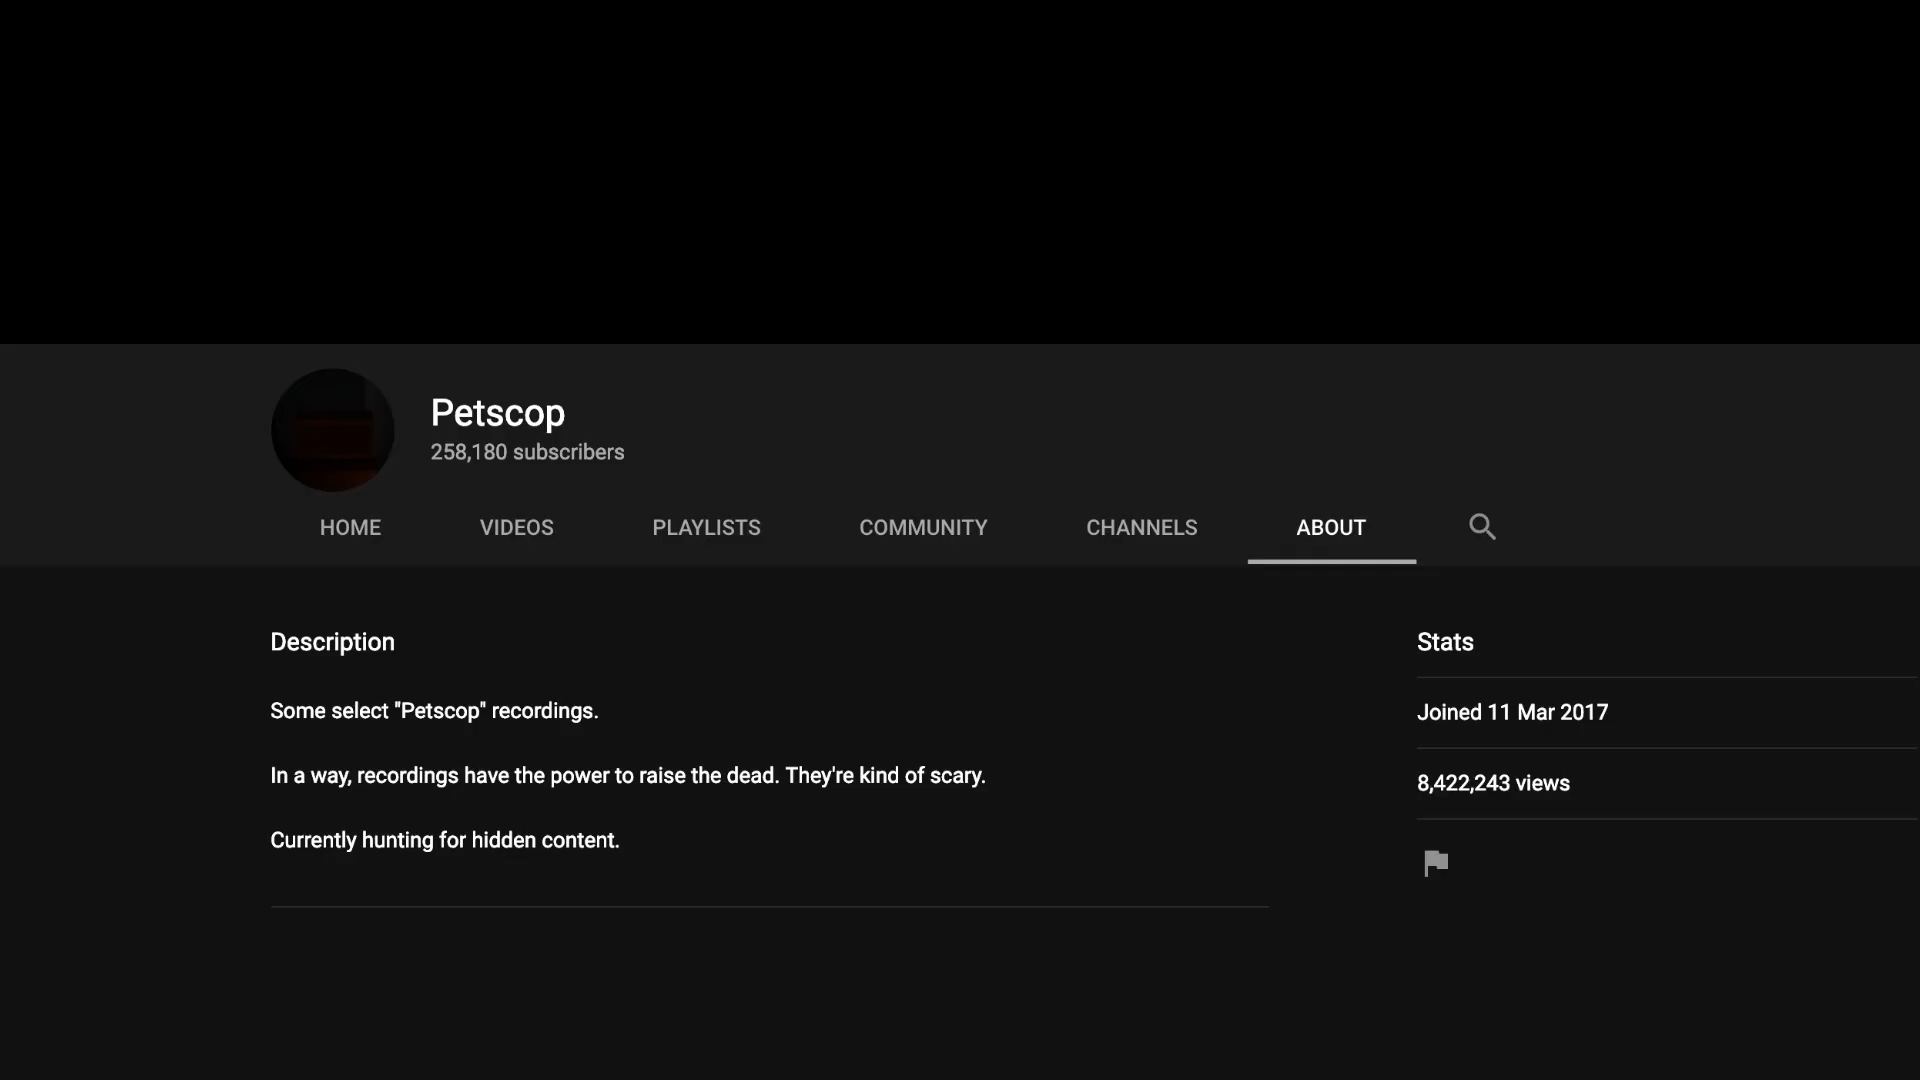 Petscop
258,180 subscribers
HOME VIDEOS PLAYLISTS COMMUNITY CHANNELS ABOUT
Description
Some select "Petscop" recordings.
In a way, recordings have the power to raise the dead. They're kind of scary.
Currently hunting for hidden content.
Stats
Joined 11 Mar 2017
8,422,243 views